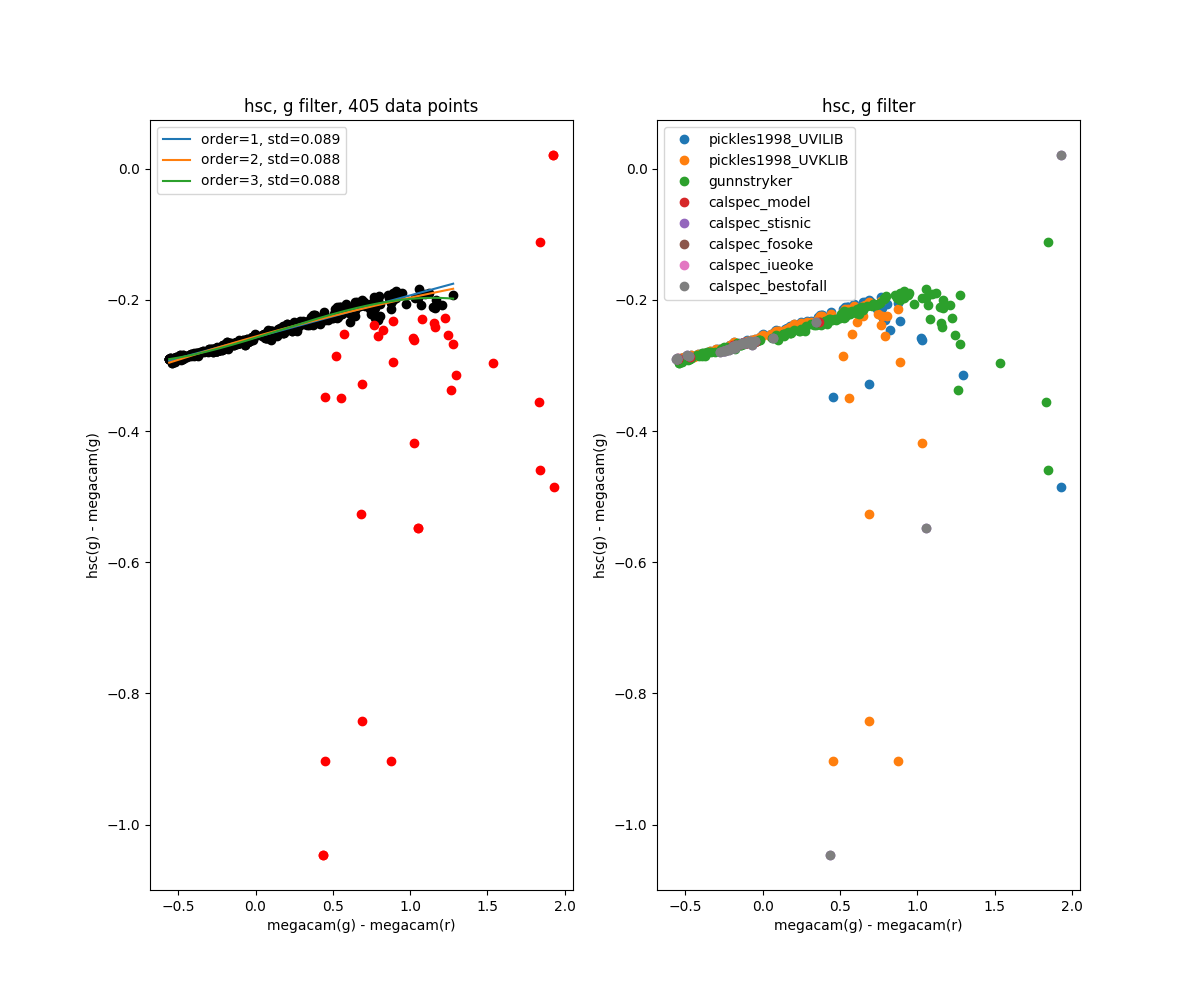 hsc, g filter, 405 data points
order=1, std=0.089
order=2, std=0.088
order=3, std=0.088
0.0
−0.2
−0.4
−0.6
−0.8
−1.0
hsc(g) - megacam(g)
−0.5 0.0 0.5 1.0 1.5 2.0
megacam(g) - megacam(r)
hsc, g filter
pickles1998_UVILIB
pickles1998_UVKLIB
gunnstryker
calspec_model
calspec_stisnic
calspec_fosoke
calspec_iueoke
calspec_bestofall
0.0
−0.2
−0.4
−0.6
−0.8
−1.0
hsc(g) - megacam(g)
−0.5 0.0 0.5 1.0 1.5 2.0
megacam(g) - megacam(r)